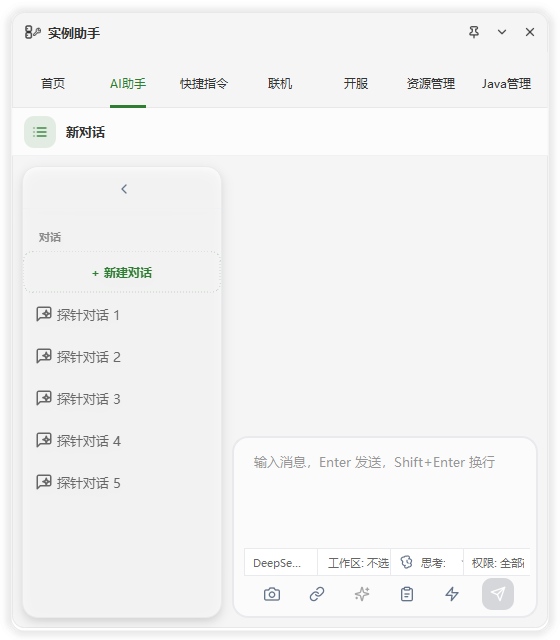 实例助手
首页 AI助手 快捷指令 联机 开服 资源管理 Java管理
新对话
对话
+ 新建对话
探针对话 1
探针对话 2
探针对话 3
探针对话 4
探针对话 5
输入消息，Enter 发送，Shift+Enter 换行
DeepSe... 工作区: 不选 思考: 权限: 全部